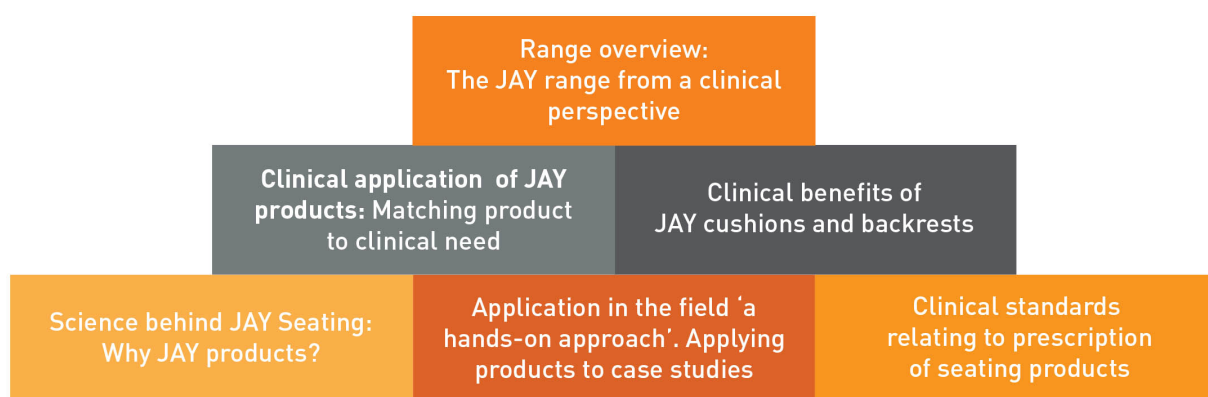 Range overview:
The JAY range from a clinical
perspective
Clinical application of JAY
products: Matching product
to clinical need
Clinical benefits of
JAY cushions and backrests
Science behind JAY Seating:
Why JAY products?
Application in the field ‘a
hands-on approach’. Applying
products to case studies
Clinical standards
relating to prescription
of seating products